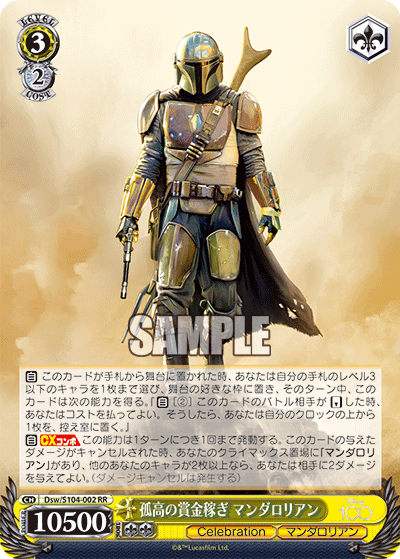 LEVEL
3
2
COST
SAMPLE
自 このカードが手札から舞台に置かれた時、あなたは自分の手札のレベル3
以下のキャラを1枚まで選び、舞台の好きな枠に置き、そのターン中、この
カードは次の能力を得る。『自[②] このカードのバトル相手が した時、
あなたはコストを払ってよい。そうしたら、あなたは自分のクロックの上から
1枚を、控え室に置く。』
自 CXコンボ この能力は1ターンにつき1回まで発動する。このカードの与えた
ダメージがキャンセルされた時、あなたのクライマックス置場に「マンダロリ
アン」があり、他のあなたのキャラが2枚以上なら、あなたは相手に2ダメー
ジを与えてよい。(ダメージキャンセルは発生する)
CH Dsw/S104-002 RR
10500
孤高の賞金稼ぎ マンダロリアン
Celebration
マンダロリアン
©&™Lucasfilm Ltd.